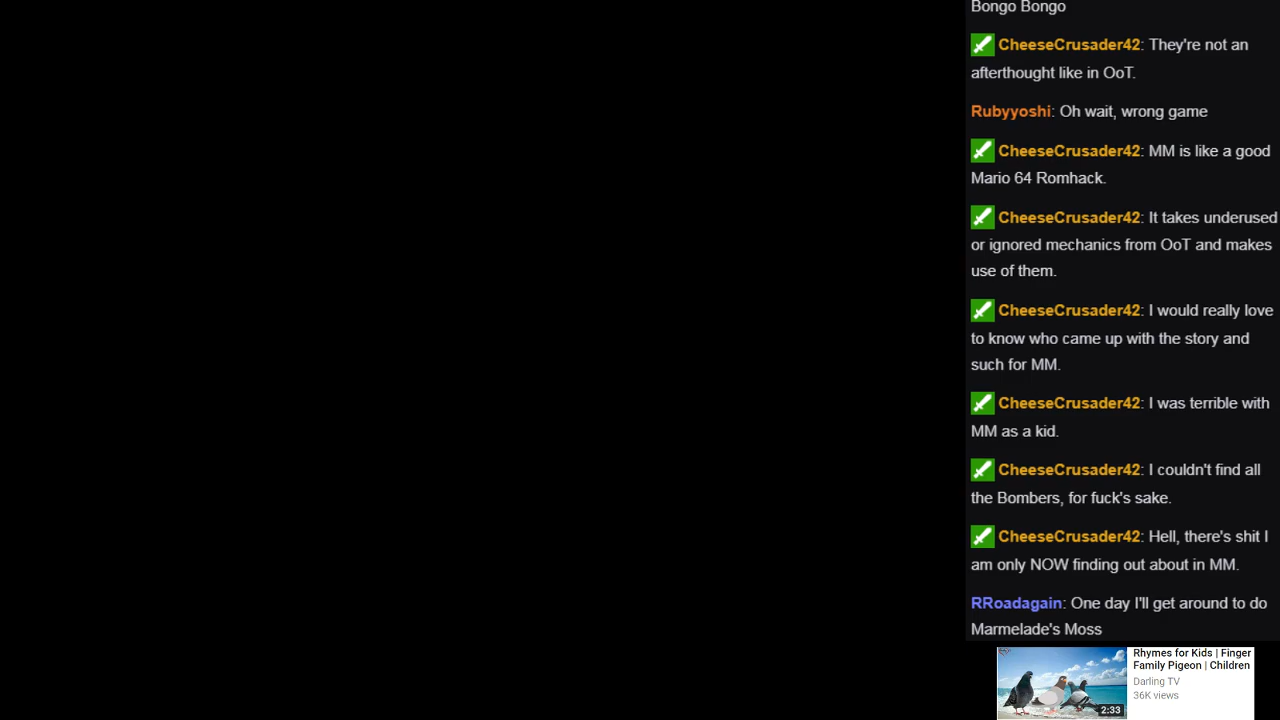 Bongo Bongo
CheeseCrusader42: They're not an
afterthought like in OoT.
Rubyyoshi: Oh wait, wrong game
CheeseCrusader42: MM is like a good
Mario 64 Romhack.
CheeseCrusader42: It takes underused
or ignored mechanics from OoT and makes
use of them.
CheeseCrusader42: I would really love
to know who came up with the story and
such for MM.
CheeseCrusader42: I was terrible with
MM as a kid.
CheeseCrusader42: I couldn't find all
the Bombers, for fuck's sake.
CheeseCrusader42: Hell, there's shit I
am only NOW finding out about in MM.
RRoadagain: One day I'll get around to do
Marmelade's Moss
Rhymes for Kids | Finger
Family Pigeon | Children
Darling TV
36K views
2:33